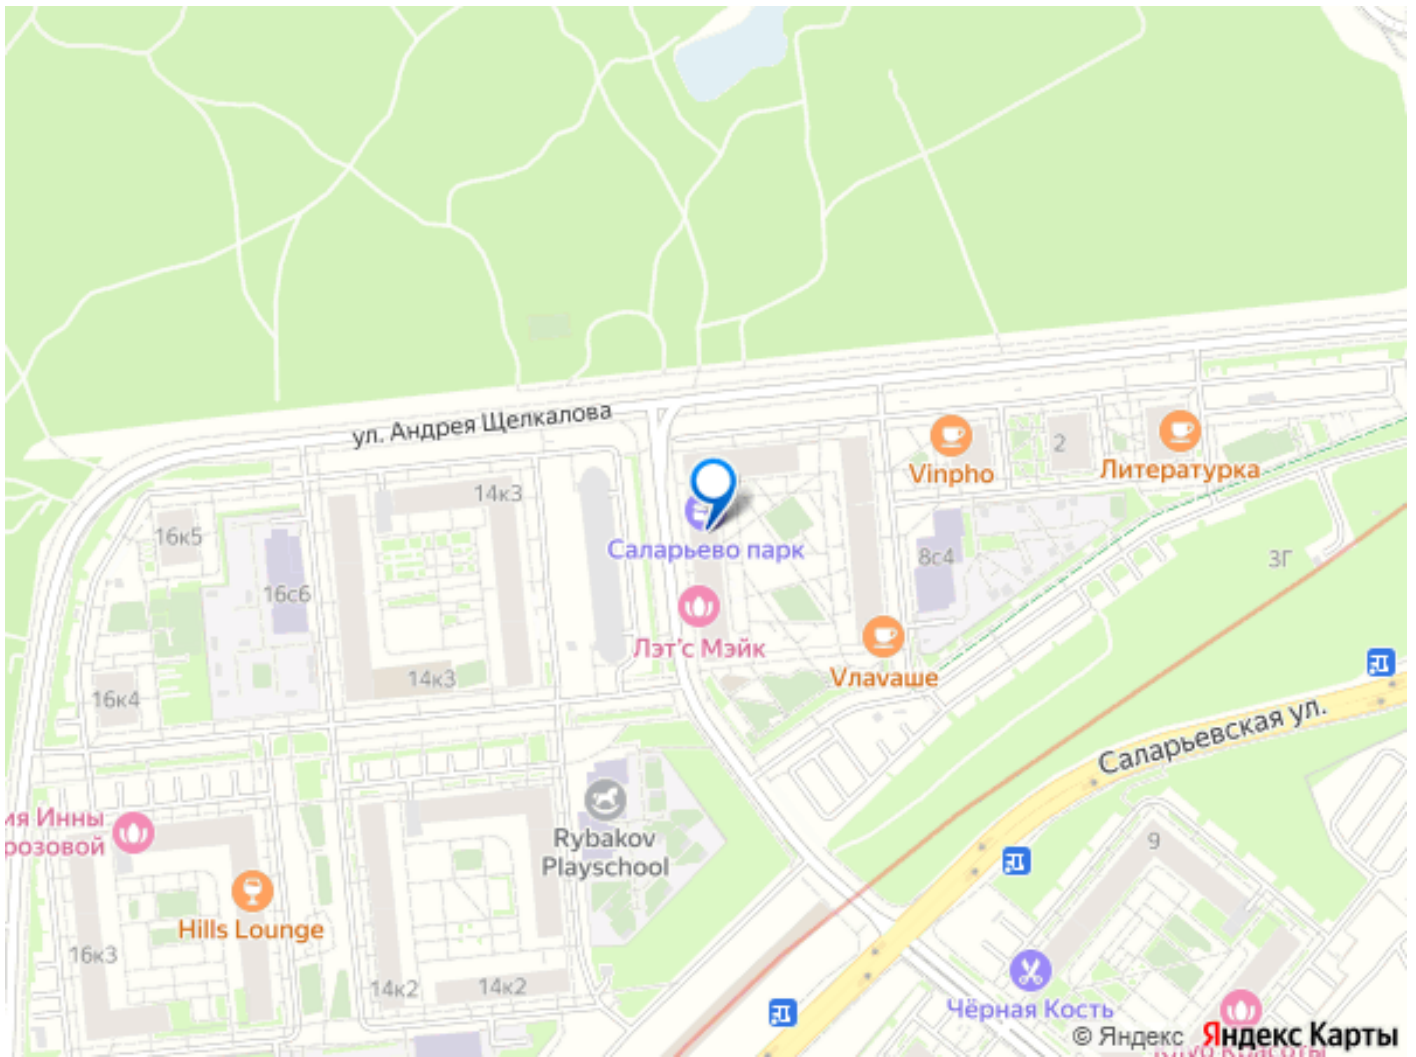 ул. Андрея Щелкалова
Vinpho
2
Литературка
14к3
16к5
Саларьево парк
8с4
3Г
16с6
Лэт'с Мэйк
Vлаvаше
14к3
16к4
Саларьевская ул.
ия Инны
розовой
Rybakov
Playschool
9
Hills Lounge
16к3
14к2
14к2
Чёрная Кость
© Яндекс Яндекс Карты